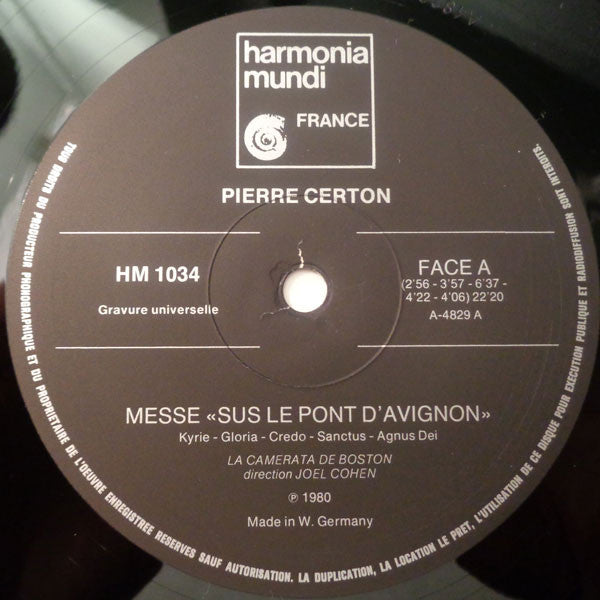 harmonia
mundi
FRANCE
PIERRE CERTON
HM 1034
Gravure universelle
FACE A
(2'56 - 3'57 - 6'37 -
4'22 - 4'06) 22'20
A-4829 A
MESSE «SUS LE PONT D'AVIGNON»
Kyrie - Gloria - Credo - Sanctus - Agnus Dei
LA CAMERATA DE BOSTON
direction JOEL COHEN
℗ 1980
Made in W. Germany
TOUS DROITS DU PRODUCTEUR PHONOGRAPHIQUE ET DU PROPRIETAIRE DE L'OEUVRE ENREGISTREE RESERVES SAUF AUTORISATION. LA DUPLICATION, LA LOCATION LE PRET, L'UTILISATION DE CE DISQUE POUR EXECUTION PUBLIQUE ET RADIODIFFUSION SONT INTERDITS.